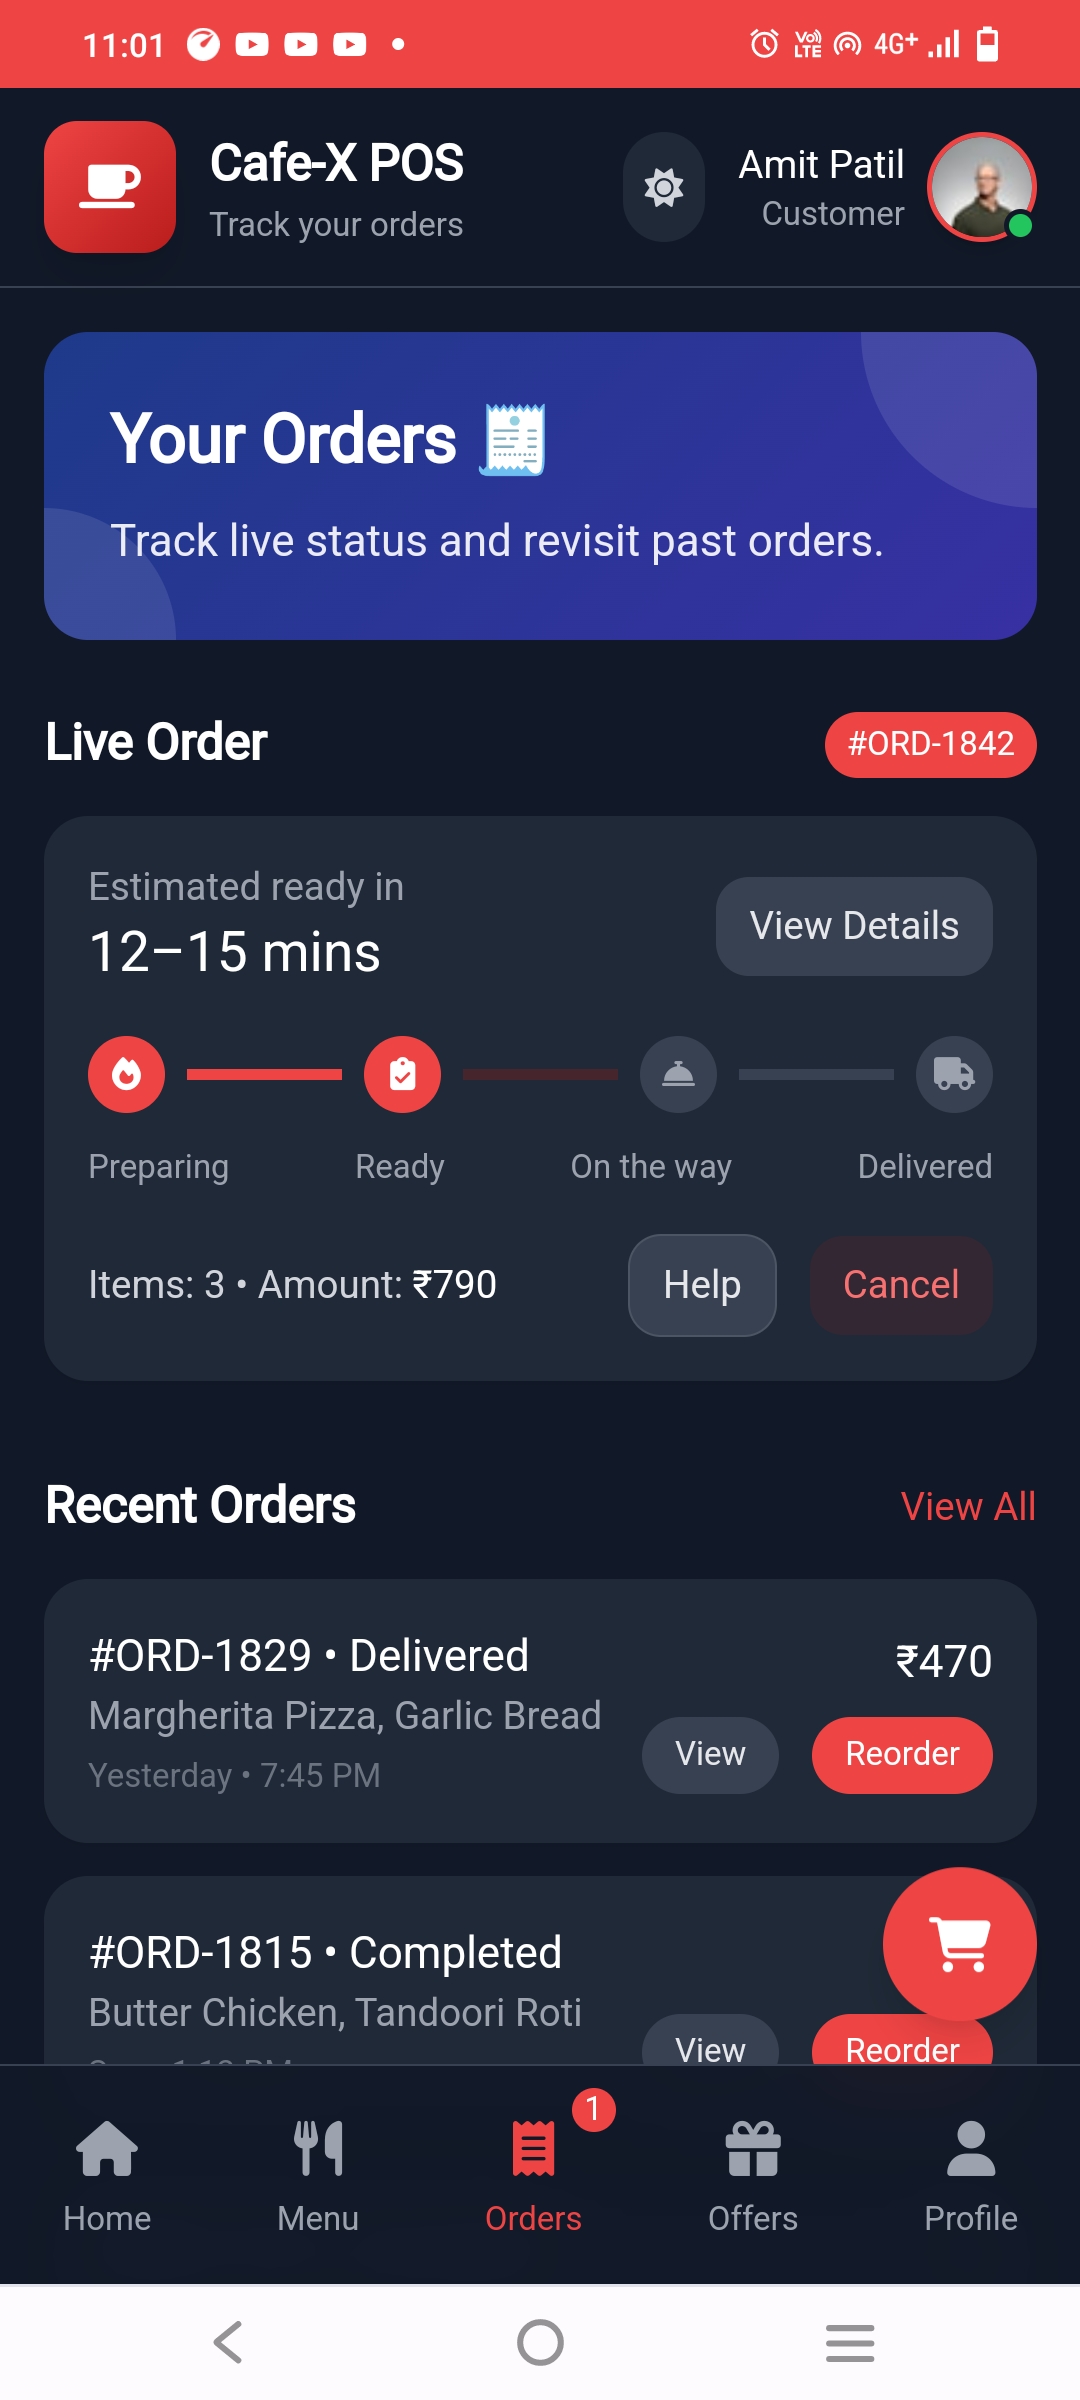 11:01
VoLTE 4G+
Cafe-X POS
Track your orders
Amit Patil
Customer
Your Orders
Track live status and revisit past orders.
Live Order
#ORD-1842
Estimated ready in
12–15 mins
View Details
Preparing
Ready
On the way
Delivered
Items: 3 • Amount: ₹790
Help
Cancel
Recent Orders
View All
#ORD-1829 • Delivered
₹470
Margherita Pizza, Garlic Bread
Yesterday • 7:45 PM
View
Reorder
#ORD-1815 • Completed
Butter Chicken, Tandoori Roti
View
Reorder
1
Home
Menu
Orders
Offers
Profile